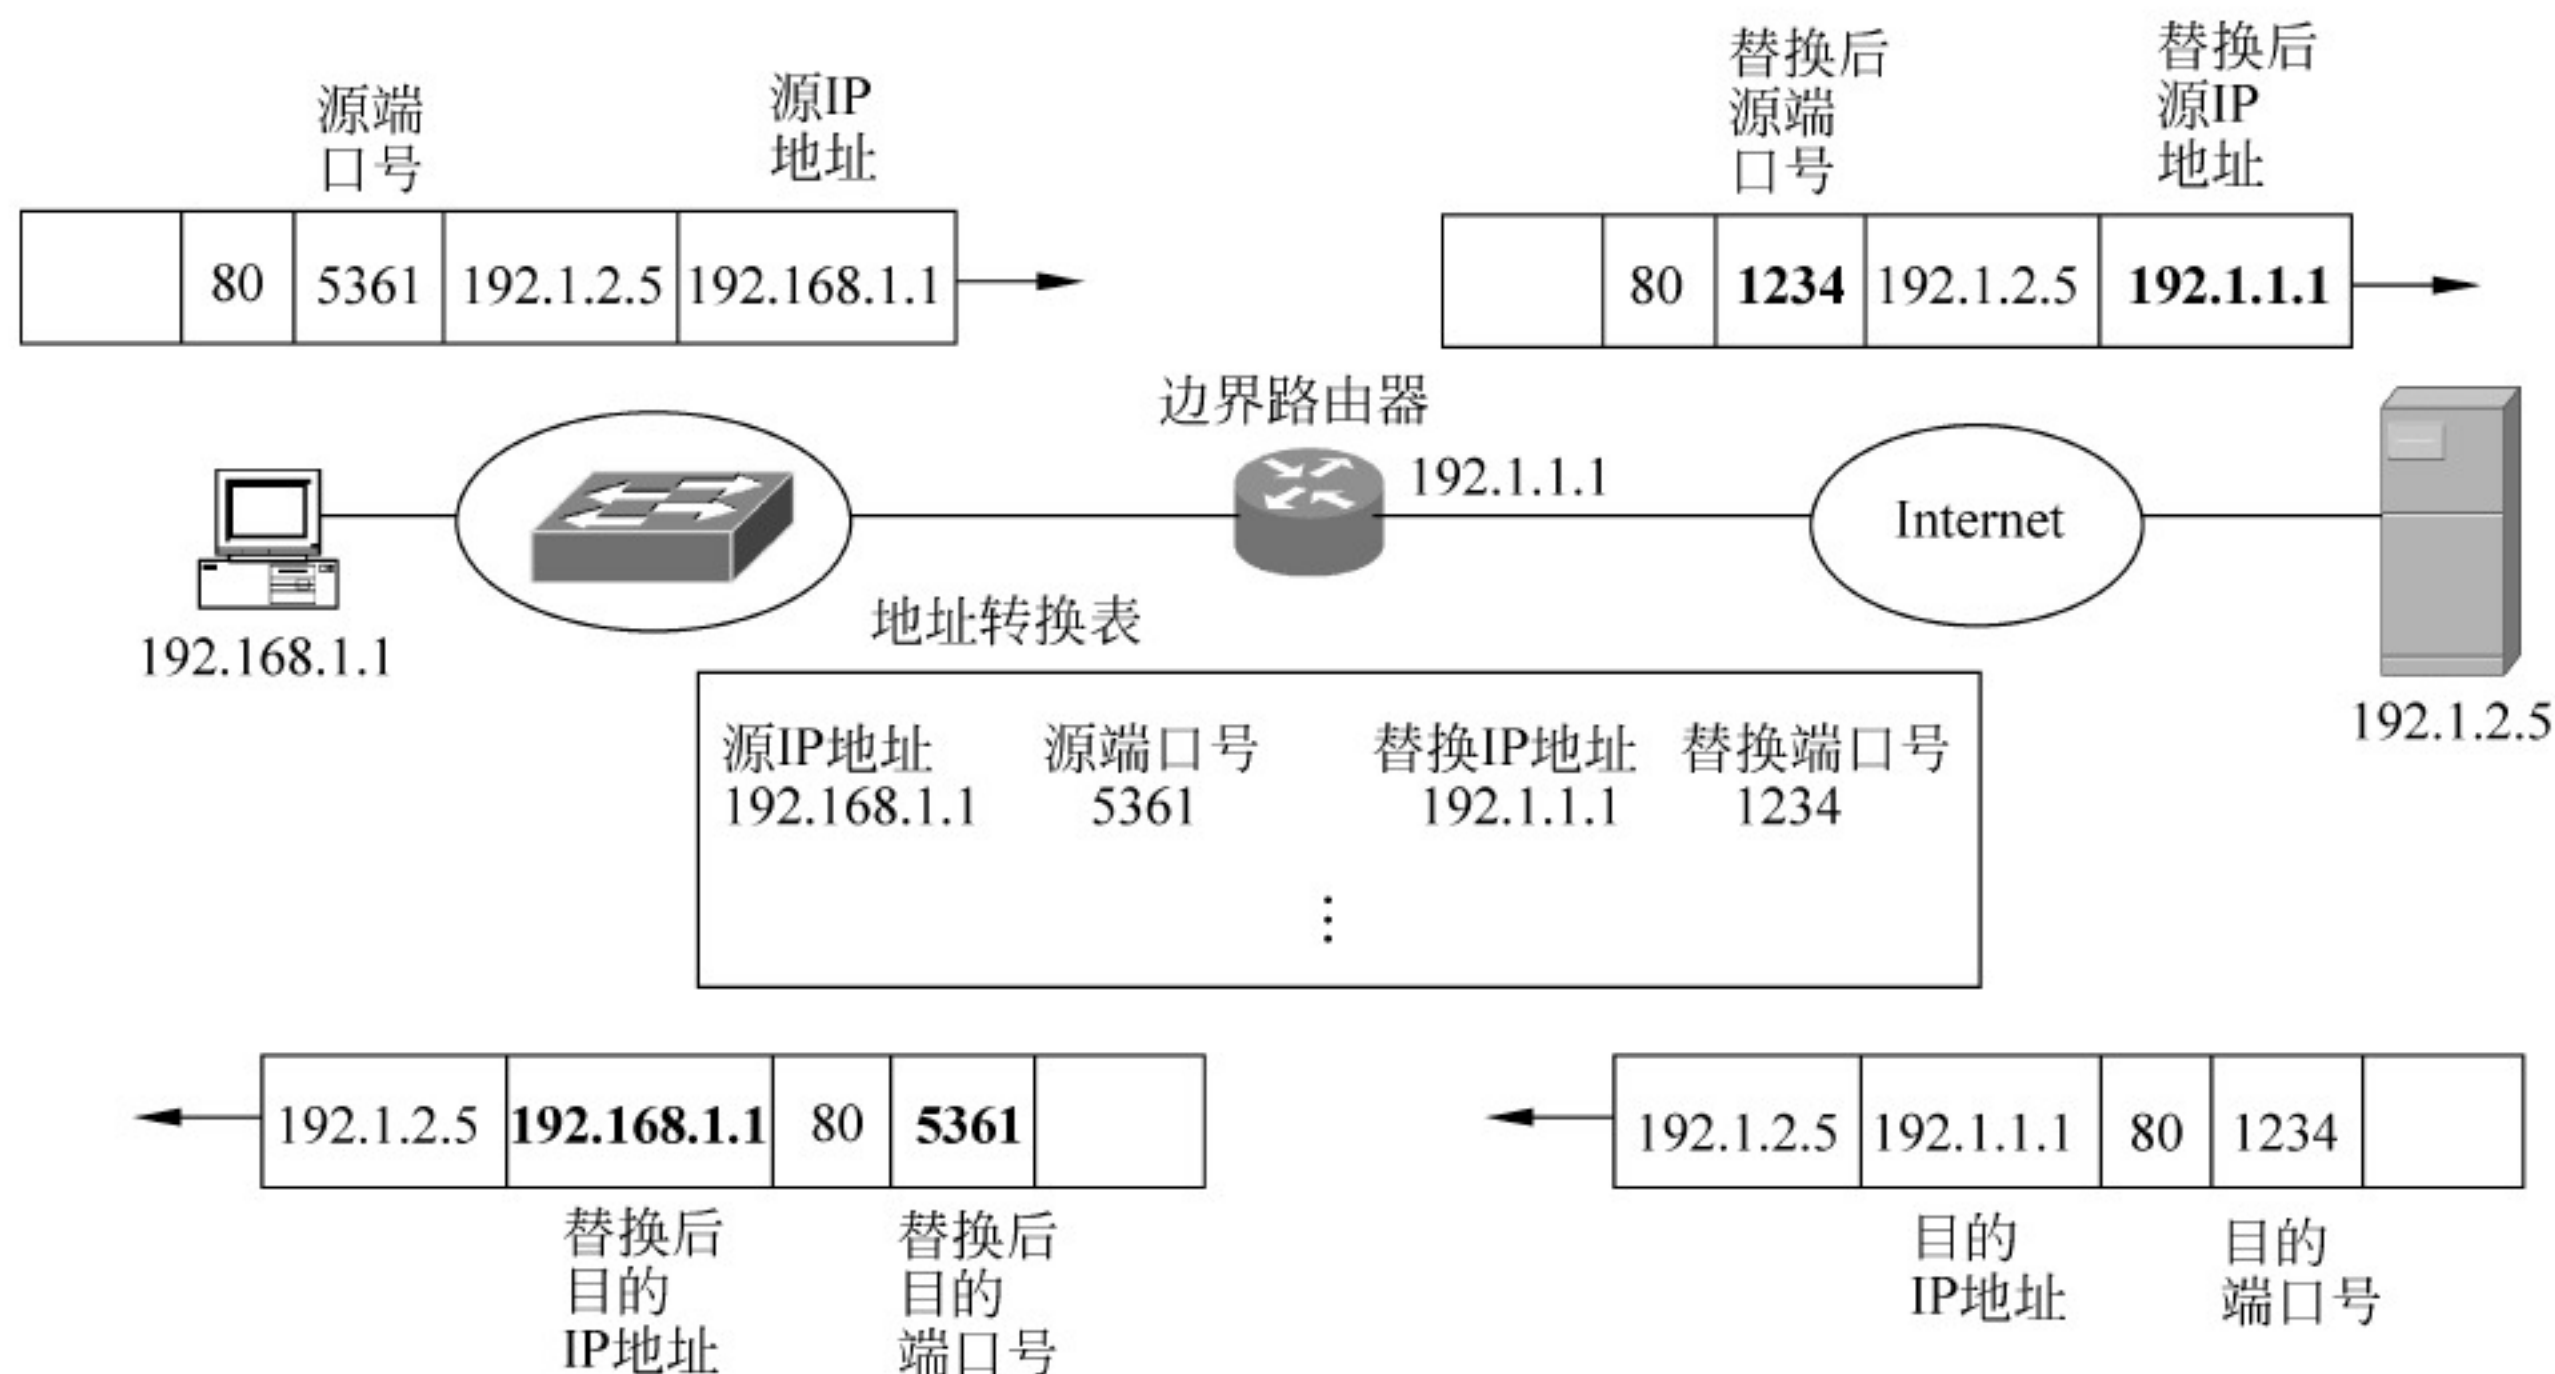 源端
口号
源IP
地址
替换后
源端
口号
替换后
源IP
地址
80 5361 192.1.2.5 192.168.1.1
80 1234 192.1.2.5 192.1.1.1
边界路由器
192.1.1.1
Internet
192.168.1.1
192.1.2.5
地址转换表
源IP地址 源端口号 替换IP地址 替换端口号
192.168.1.1 5361 192.1.1.1 1234
⋮
192.1.2.5 192.168.1.1 80 5361
192.1.2.5 192.1.1.1 80 1234
替换后
目的
IP地址
替换后
目的
端口号
目的
IP地址
目的
端口号